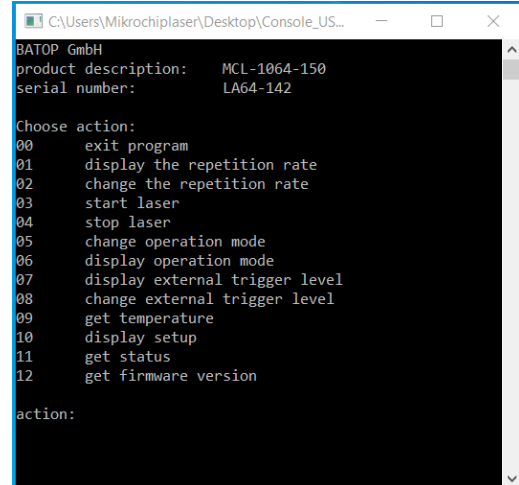 C:\Users\Mikrochiplaser\Desktop\Console_US...
BATOP GmbH
product description:    MCL-1064-150
serial number:          LA64-142
Choose action:
00      exit program
01      display the repetition rate
02      change the repetition rate
03      start laser
04      stop laser
05      change operation mode
06      display operation mode
07      display external trigger level
08      change external trigger level
09      get temperature
10      display setup
11      get status
12      get firmware version
action: